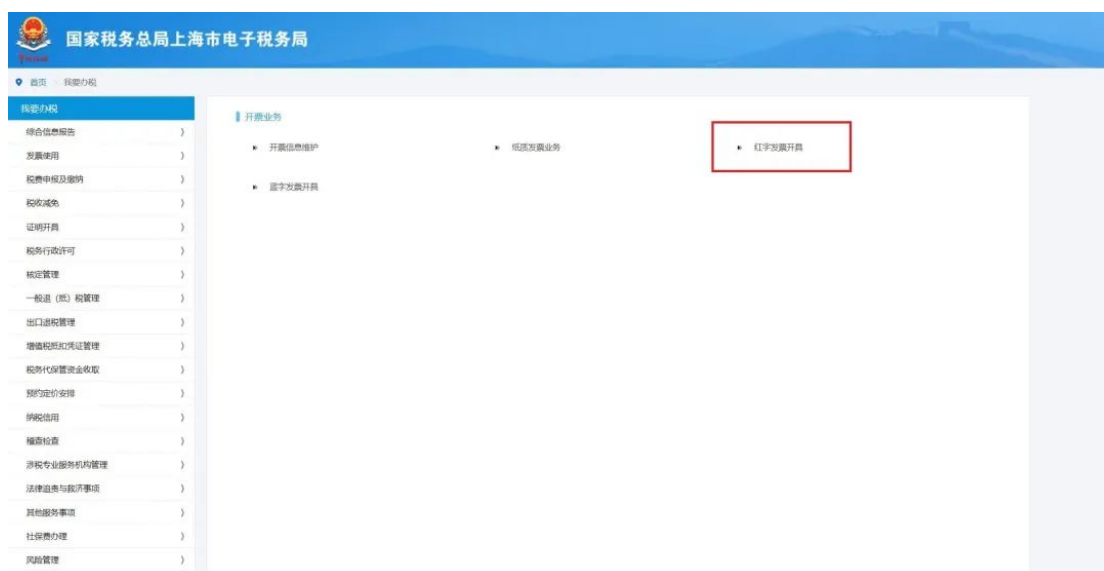 国家税务总局上海市电子税务局
首页 我要办税
我要办税
综合信息报告
发票使用
税费申报及缴纳
税收减免
证明开具
税务行政许可
核定管理
一般退（抵）税管理
出口退税管理
增值税抵扣凭证管理
税务代保管资金收取
预约定价安排
纳税信用
稽查检查
涉税专业服务机构管理
法律追责与救济事项
其他服务事项
社保费办理
风险管理
开票业务
开票信息维护 纸质发票业务 红字发票开具
蓝字发票开具